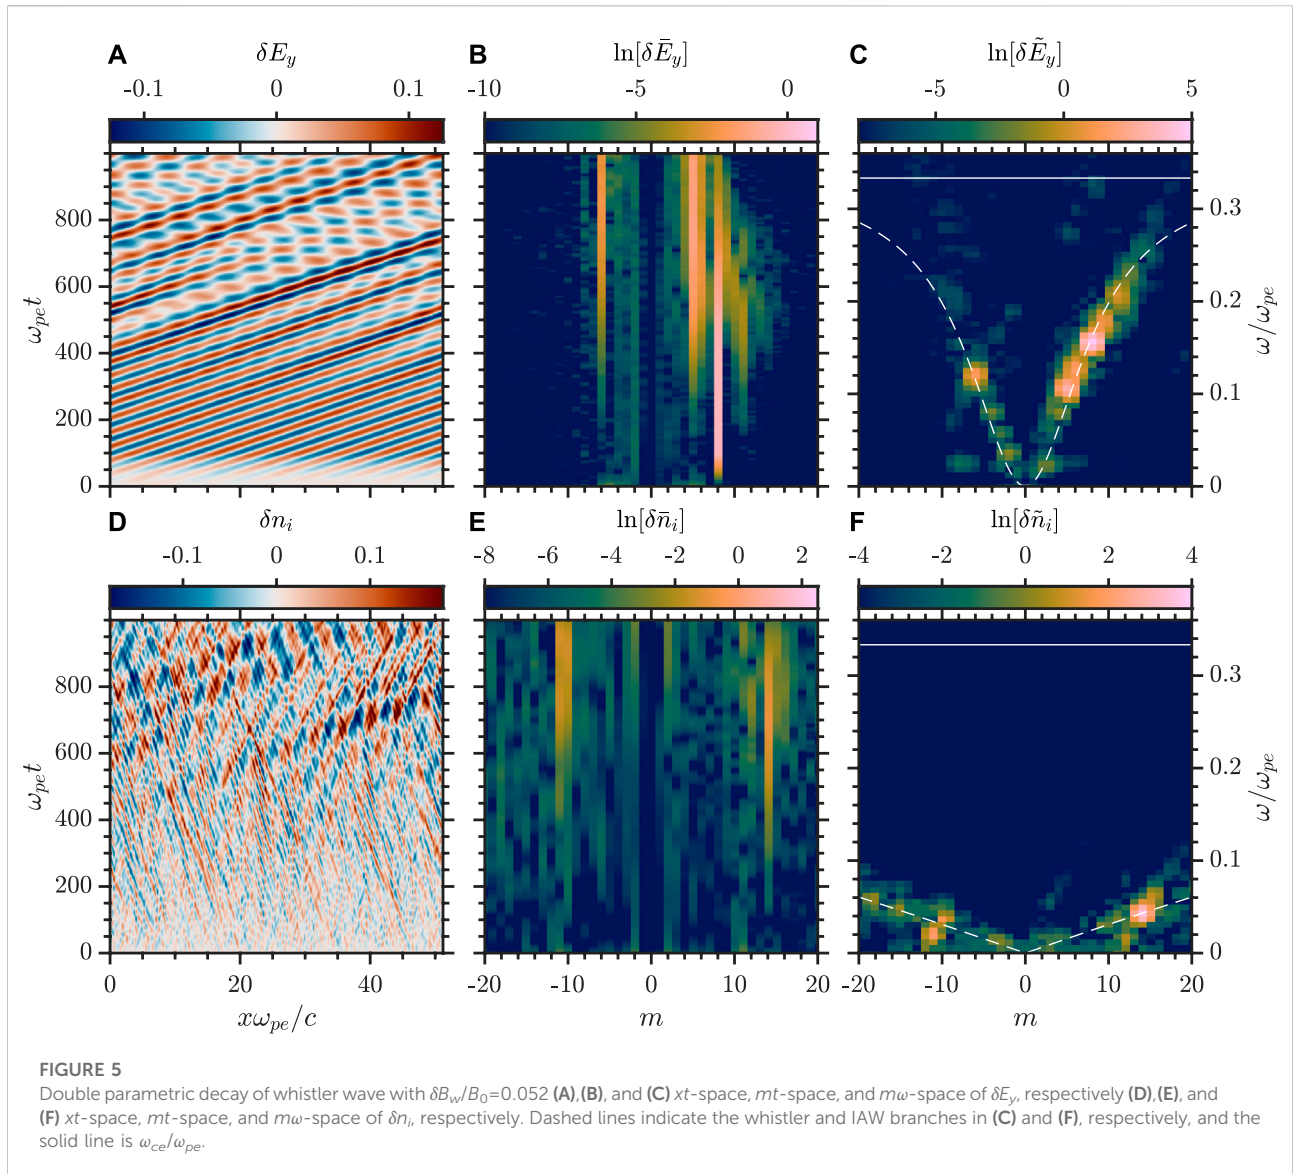 A δE_y B ln[δĒ_y] C ln[δẼ_y]
-0.1 0 0.1 -10 -5 0 -5 0 5
800
600
400
200
0
ω_pe t
0.3
0.2
0.1
0
ω/ω_pe
D δn_i E ln[δn̄_i] F ln[δñ_i]
-0.1 0 0.1 -8 -6 -4 -2 0 2 -4 -2 0 2 4
800
600
400
200
0
ω_pe t
0.3
0.2
0.1
0
ω/ω_pe
0 20 40 -20 -10 0 10 20 -20 -10 0 10 20
xω_pe/c m m
FIGURE 5
Double parametric decay of whistler wave with δB_w/B_0=0.052 (A),(B), and (C) xt-space, mt-space, and mω-space of δE_y, respectively (D),(E), and
(F) xt-space, mt-space, and mω-space of δn_i, respectively. Dashed lines indicate the whistler and IAW branches in (C) and (F), respectively, and the
solid line is ω_ce/ω_pe.